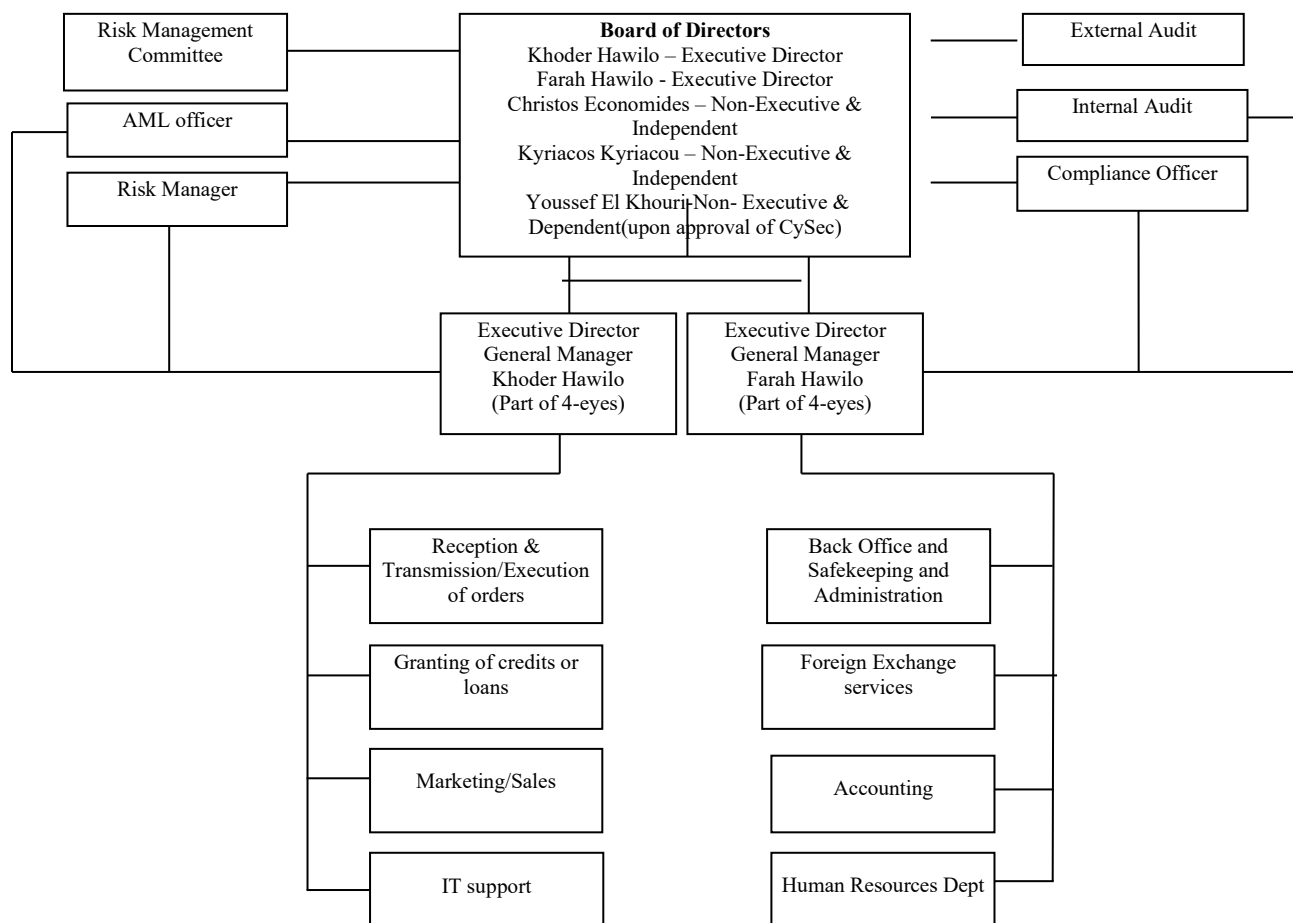 Risk Management
Committee
AML officer
Risk Manager
Board of Directors
Khoder Hawilo – Executive Director
Farah Hawilo - Executive Director
Christos Economides – Non-Executive &
Independent
Kyriacos Kyriacou – Non-Executive &
Independent
Youssef El Khouri-Non- Executive &
Dependent(upon approval of CySec)
External Audit
Internal Audit
Compliance Officer
Executive Director
General Manager
Khoder Hawilo
(Part of 4-eyes)
Executive Director
General Manager
Farah Hawilo
(Part of 4-eyes)
Reception &
Transmission/Execution
of orders
Granting of credits or
loans
Marketing/Sales
IT support
Back Office and
Safekeeping and
Administration
Foreign Exchange
services
Accounting
Human Resources Dept